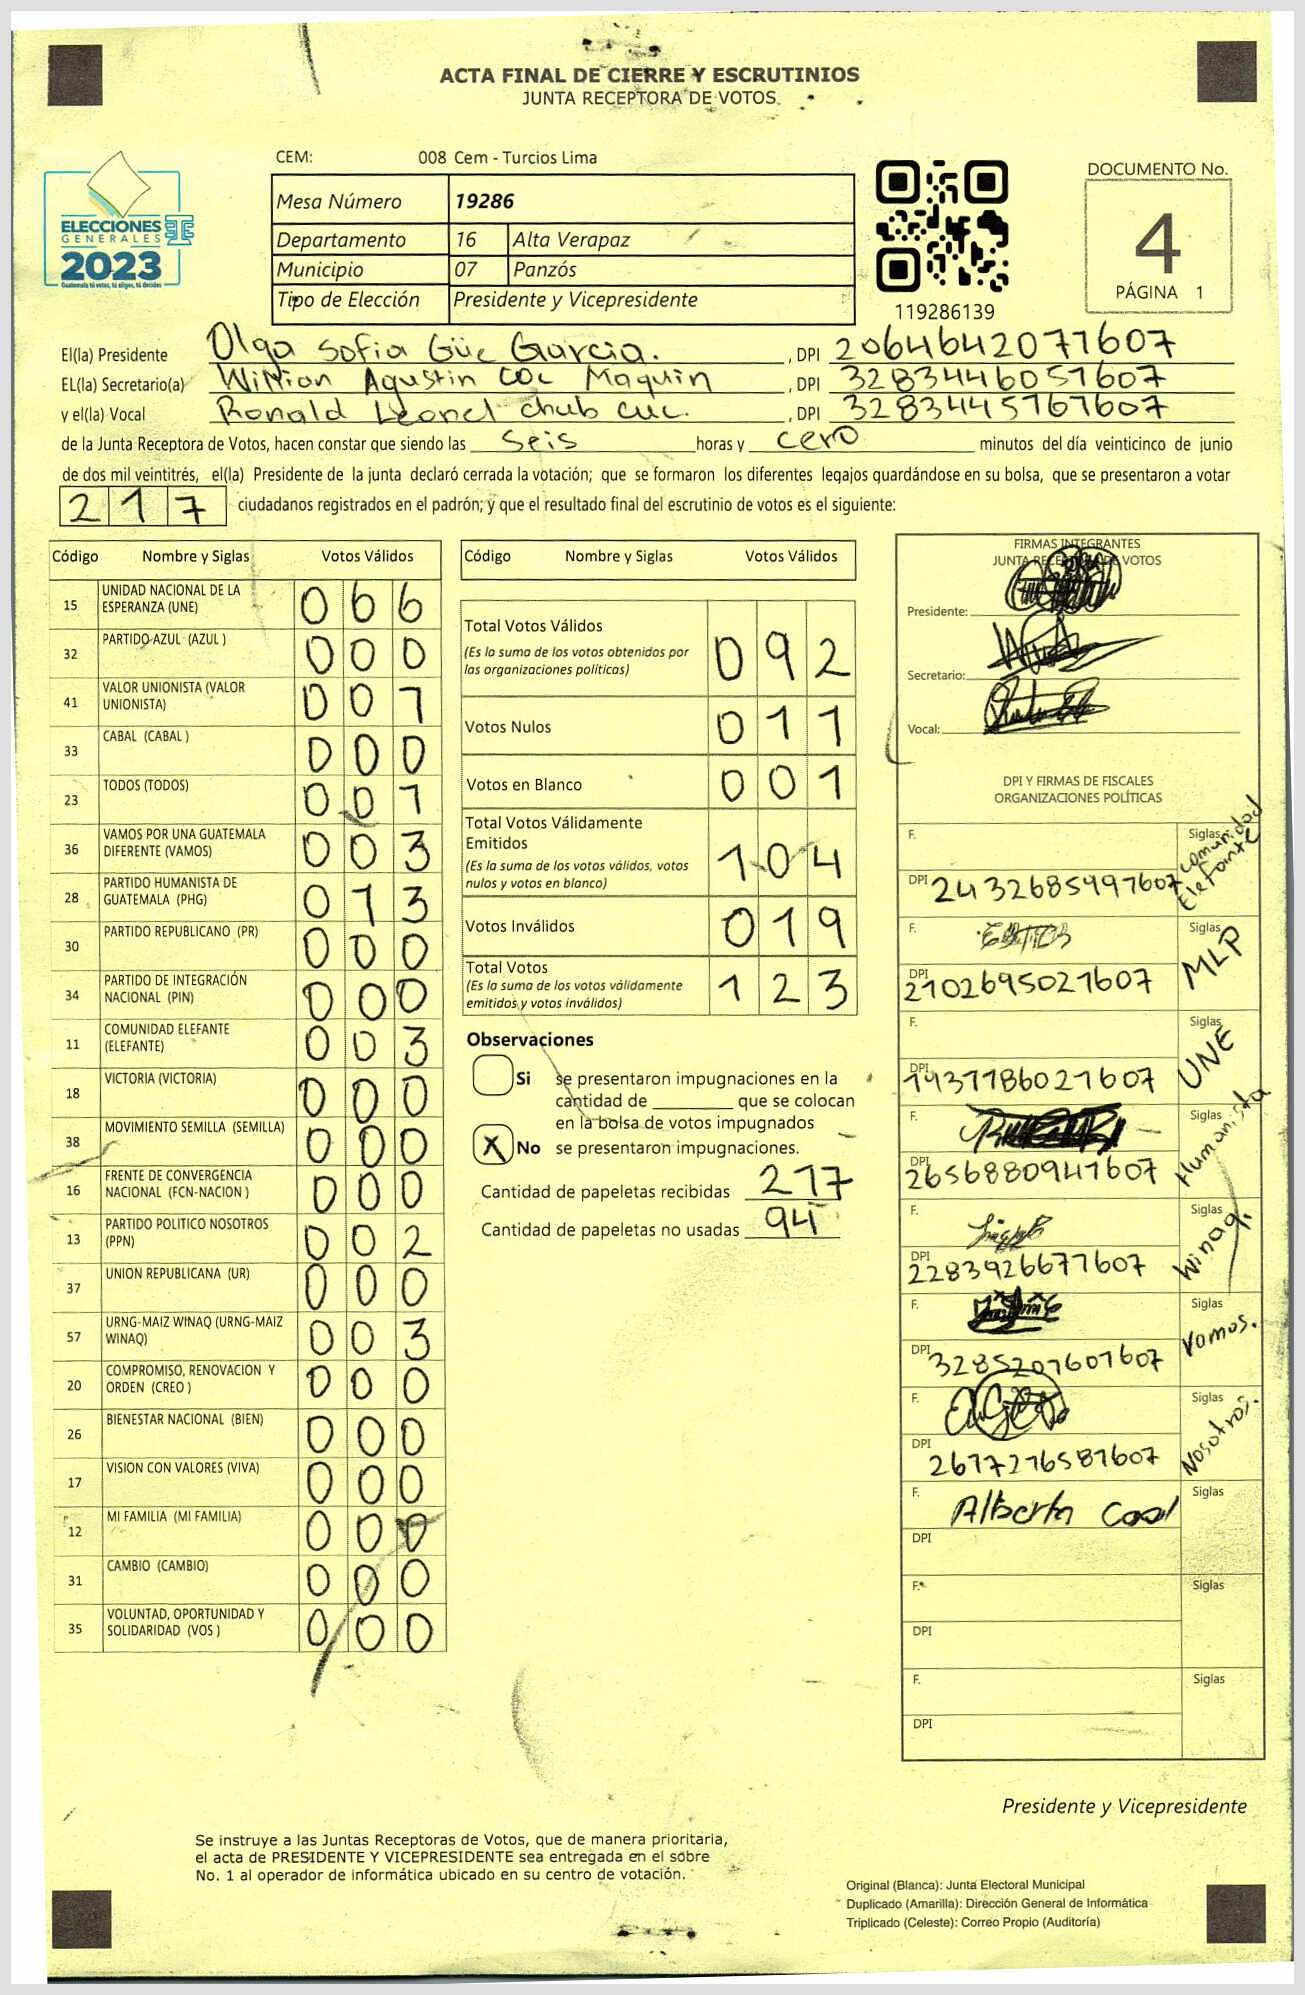 ACTA FINAL DE CIERRE Y ESCRUTINIOS
JUNTA RECEPTORA DE VOTOS
CEM: 008 Cem - Turcios Lima
ELECCIONES
GENERALES
2023
Guatemala tú votas, tú eliges, tú decides
Mesa Número 19286
Departamento 16 Alta Verapaz
Municipio 07 Panzós
Tipo de Elección Presidente y Vicepresidente
119286139
DOCUMENTO No.
4
PÁGINA 1
El(la) Presidente Olga Sofia Güe Garcia. , DPI 2064642071607
EL(la) Secretario(a) Willian Agustin COc Maquin , DPI 3283446051607
y el(la) Vocal Ronald Leonel chub cuc. , DPI 3283445761607
de la Junta Receptora de Votos, hacen constar que siendo las seis horas y cero minutos del día veinticinco de junio
de dos mil veintitrés, el(la) Presidente de la junta declaró cerrada la votación; que se formaron los diferentes legajos guardándose en su bolsa, que se presentaron a votar
217 ciudadanos registrados en el padrón; y que el resultado final del escrutinio de votos es el siguiente:
Código Nombre y Siglas Votos Válidos
15 UNIDAD NACIONAL DE LA ESPERANZA (UNE) 066
32 PARTIDO AZUL (AZUL ) 000
41 VALOR UNIONISTA (VALOR UNIONISTA) 001
33 CABAL (CABAL ) 000
23 TODOS (TODOS) 001
36 VAMOS POR UNA GUATEMALA DIFERENTE (VAMOS) 003
28 PARTIDO HUMANISTA DE GUATEMALA (PHG) 013
30 PARTIDO REPUBLICANO (PR) 000
34 PARTIDO DE INTEGRACIÓN NACIONAL (PIN) 000
11 COMUNIDAD ELEFANTE (ELEFANTE) 003
18 VICTORIA (VICTORIA) 000
38 MOVIMIENTO SEMILLA (SEMILLA) 000
16 FRENTE DE CONVERGENCIA NACIONAL (FCN-NACION ) 000
13 PARTIDO POLITICO NOSOTROS (PPN) 002
37 UNION REPUBLICANA (UR) 000
57 URNG-MAIZ WINAQ (URNG-MAIZ WINAQ) 003
20 COMPROMISO, RENOVACION Y ORDEN (CREO ) 000
26 BIENESTAR NACIONAL (BIEN) 000
17 VISION CON VALORES (VIVA) 000
12 MI FAMILIA (MI FAMILIA) 000
31 CAMBIO (CAMBIO) 000
35 VOLUNTAD, OPORTUNIDAD Y SOLIDARIDAD (VOS ) 000
Código Nombre y Siglas Votos Válidos
Total Votos Válidos 092
(Es la suma de los votos obtenidos por
las organizaciones políticas)
Votos Nulos 011
Votos en Blanco 001
Total Votos Válidamente
Emitidos 104
(Es la suma de los votos válidos, votos
nulos y votos en blanco)
Votos Inválidos 019
Total Votos 123
(Es la suma de los votos válidamente
emitidos y votos inválidos)
Observaciones
Si se presentaron impugnaciones en la
cantidad de ________ que se colocan
en la bolsa de votos impugnados
X No se presentaron impugnaciones.
Cantidad de papeletas recibidas 217
Cantidad de papeletas no usadas 94
FIRMAS INTEGRANTES
JUNTA RECEPTORA DE VOTOS
Presidente:
Secretario:
Vocal:
DPI Y FIRMAS DE FISCALES
ORGANIZACIONES POLÍTICAS
F. Siglas comunidad Elefante
DPI 2432685991607
F. Siglas MLP
DPI 2102695021607
F. Siglas UNE
DPI 1937786021607
F. Siglas Humanista
DPI 2656880941607
F. Siglas Winaq.
DPI 2283926671607
F. Siglas Vamos.
DPI 3285207601607
F. Siglas Nosotros.
DPI 2617276581607
F. Alberto Caal Siglas
DPI
F. Siglas
DPI
F. Siglas
DPI
Presidente y Vicepresidente
Se instruye a las Juntas Receptoras de Votos, que de manera prioritaria,
el acta de PRESIDENTE Y VICEPRESIDENTE sea entregada en el sobre
No. 1 al operador de informática ubicado en su centro de votación.
Original (Blanca): Junta Electoral Municipal
Duplicado (Amarilla): Dirección General de Informática
Triplicado (Celeste): Correo Propio (Auditoría)